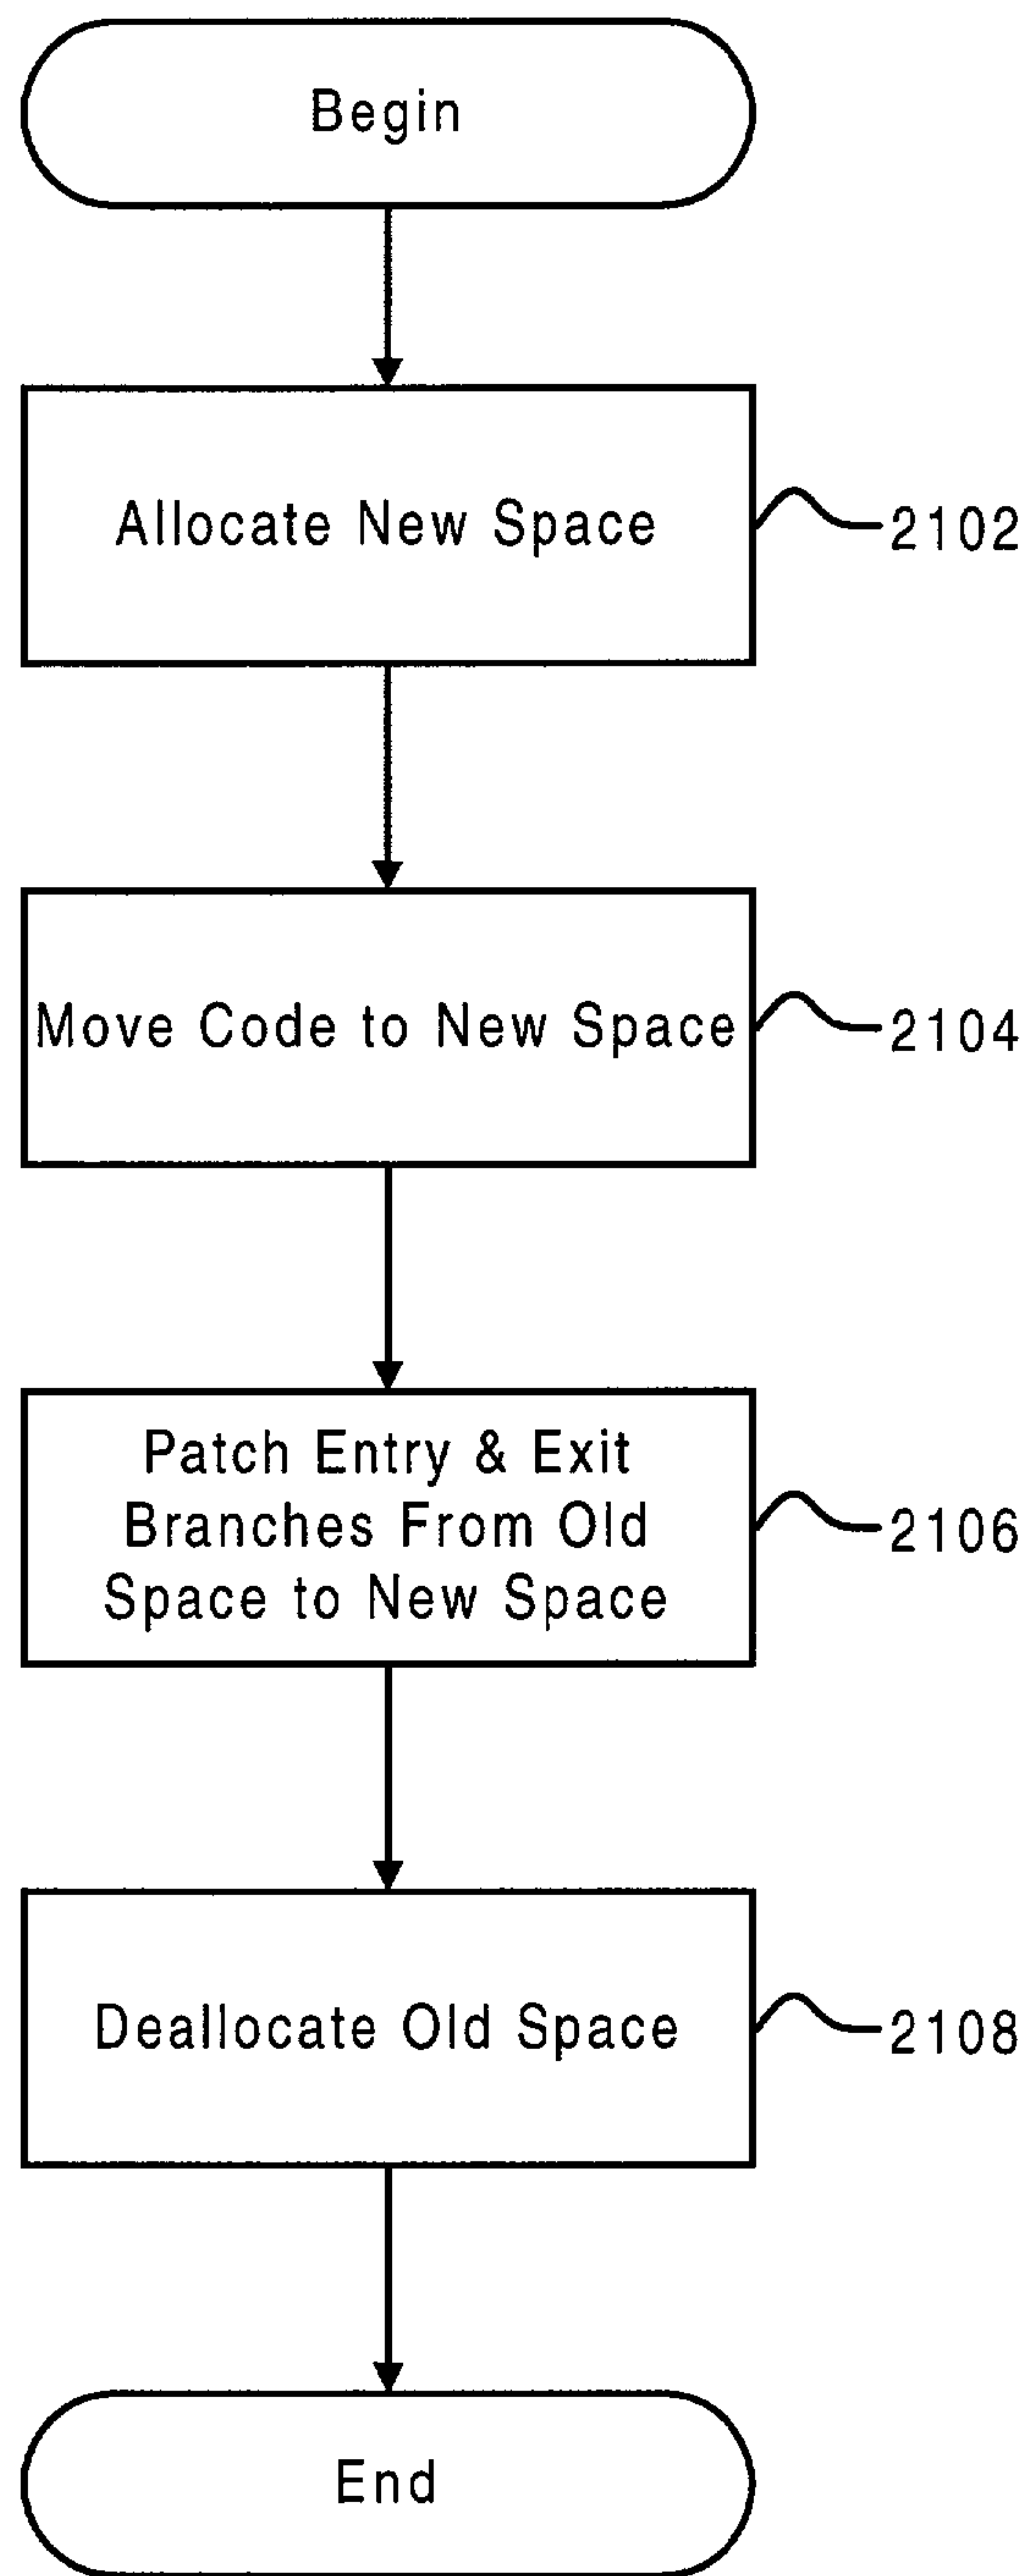 Begin
Allocate New Space
2102
Move Code to New Space
2104
Patch Entry & Exit
Branches From Old
Space to New Space
2106
Deallocate Old Space
2108
End